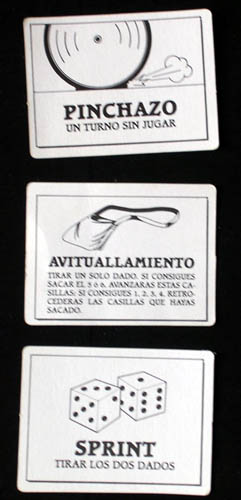 PINCHAZO
UN TURNO SIN JUGAR
AVITUALLAMIENTO
TIRAR UN SOLO DADO. SI CONSIGUES
SACAR EL 5 ó 6, AVANZARAS ESTAS CA-
SILLAS; SI CONSIGUES 1, 2, 3, 4, RETRO-
CEDERAS LAS CASILLAS QUE HAYAS
SACADO.
SPRINT
TIRAR LOS DOS DADOS